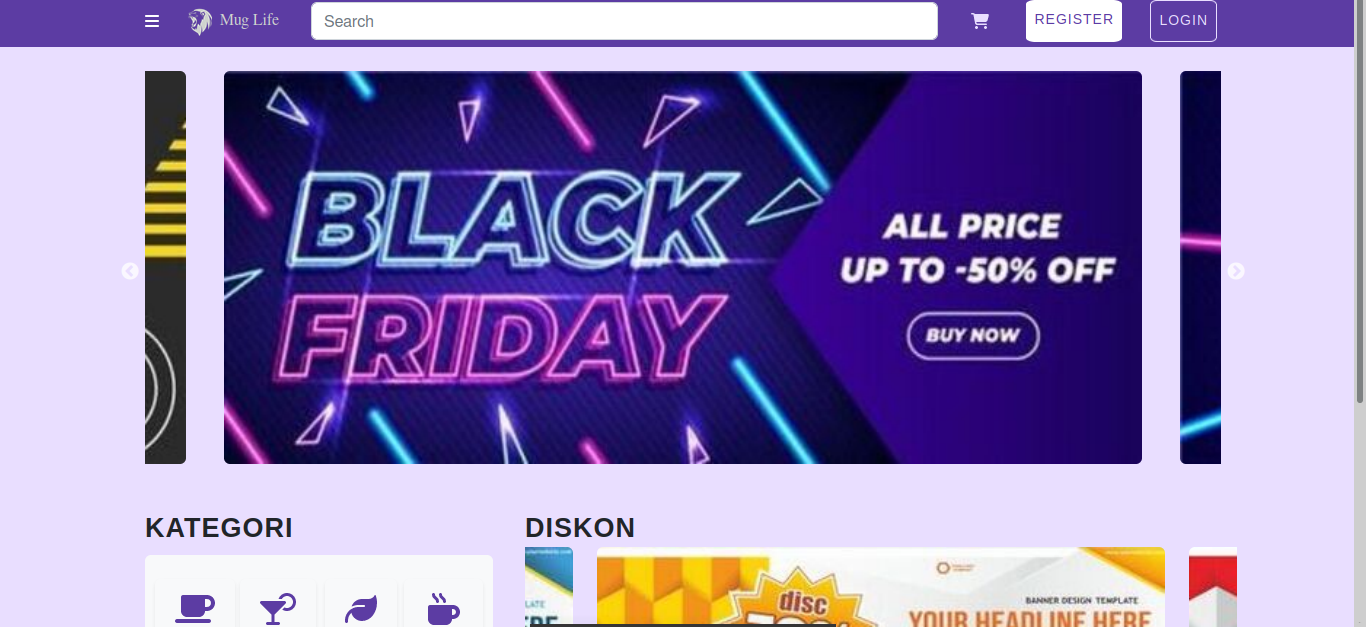 Mug Life
Search
REGISTER
LOGIN
BLACK
FRIDAY
ALL PRICE
UP TO -50% OFF
BUY NOW
KATEGORI
DISKON
disc
BANNER DESIGN TEMPLATE
YOUR HEADLINE HERE